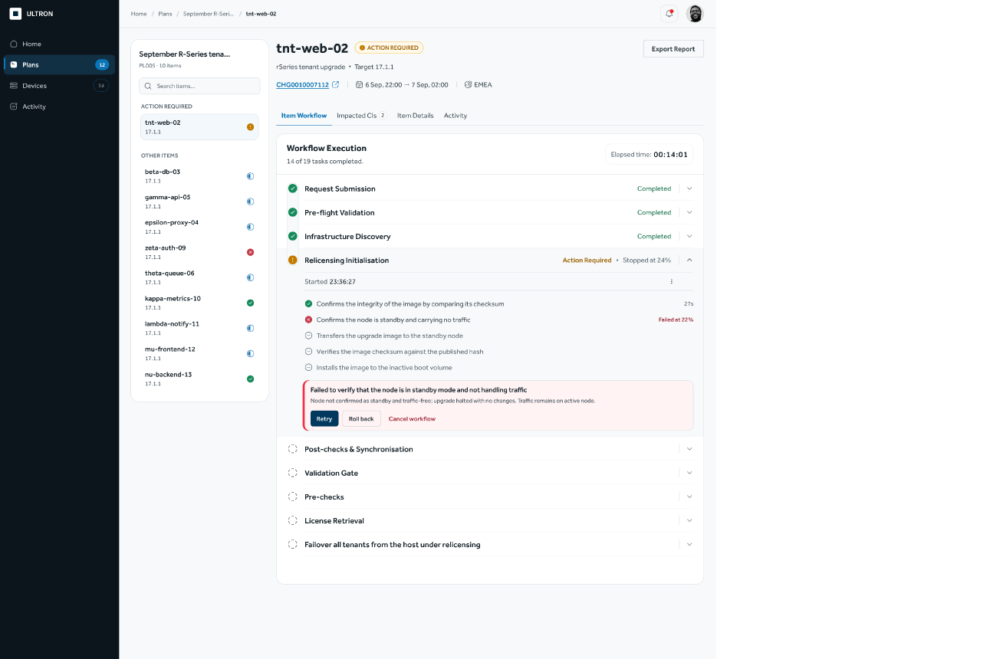 ULTRON
Home
Plans 12
Devices 34
Activity
Home / Plans / September R-Seri... / tnt-web-02
September R-Series tena...
PL005 · 10 items
Search items...
ACTION REQUIRED
tnt-web-02
17.1.1
OTHER ITEMS
beta-db-03
17.1.1
gamma-api-05
17.1.1
epsilon-proxy-04
17.1.1
zeta-auth-09
17.1.1
theta-queue-06
17.1.1
kappa-metrics-10
17.1.1
lambda-notify-11
17.1.1
mu-frontend-12
17.1.1
nu-backend-13
17.1.1
tnt-web-02 ACTION REQUIRED
Export Report
rSeries tenant upgrade • Target 17.1.1
CHG0010007112 6 Sep, 22:00 → 7 Sep, 02:00 EMEA
Item Workflow Impacted CIs 2 Item Details Activity
Workflow Execution
14 of 19 tasks completed.
Elapsed time: 00:14:01
Request Submission Completed
Pre-flight Validation Completed
Infrastructure Discovery Completed
Relicensing Initialisation Action Required • Stopped at 24%
Started 23:36:27
Confirms the integrity of the image by comparing its checksum 27s
Confirms the node is standby and carrying no traffic Failed at 22%
Transfers the upgrade image to the standby node
Verifies the image checksum against the published hash
Installs the image to the inactive boot volume
Failed to verify that the node is in standby mode and not handling traffic
Node not confirmed as standby and traffic-free; upgrade halted with no changes. Traffic remains on active node.
Retry Roll back Cancel workflow
Post-checks & Synchronisation
Validation Gate
Pre-checks
License Retrieval
Failover all tenants from the host under relicensing